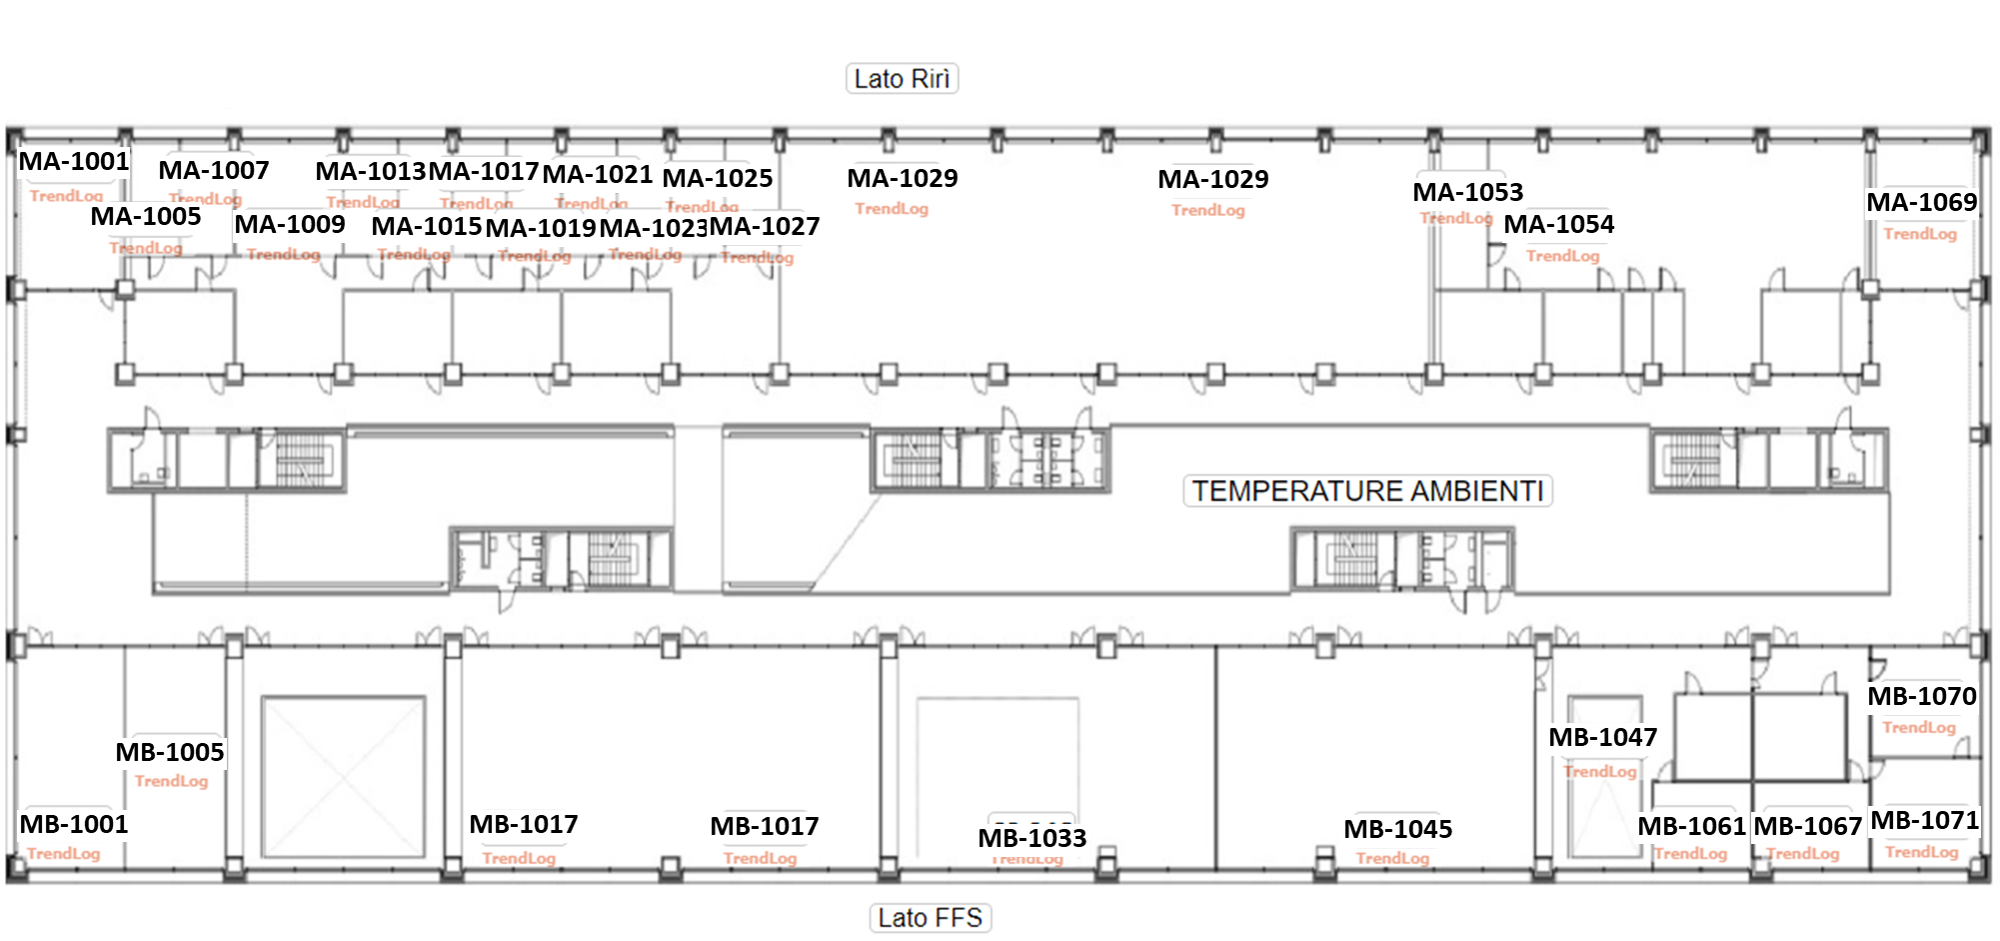 Lato Rirì
MA-1001
TrendLog
MA-1005
TrendLog
MA-1007
TrendLog
MA-1009
TrendLog
MA-1013
TrendLog
MA-1015
TrendLog
MA-1017
TrendLog
MA-1019
TrendLog
MA-1021
TrendLog
MA-1023
TrendLog
MA-1025
TrendLog
MA-1027
TrendLog
MA-1029
TrendLog
MA-1029
TrendLog
MA-1053
TrendLog
MA-1054
TrendLog
MA-1069
TrendLog
TEMPERATURE AMBIENTI
MB-1001
TrendLog
MB-1005
TrendLog
MB-1017
TrendLog
MB-1017
TrendLog
MB-1033
TrendLog
MB-1045
TrendLog
MB-1047
TrendLog
MB-1061
TrendLog
MB-1067
TrendLog
MB-1070
TrendLog
MB-1071
TrendLog
Lato FFS